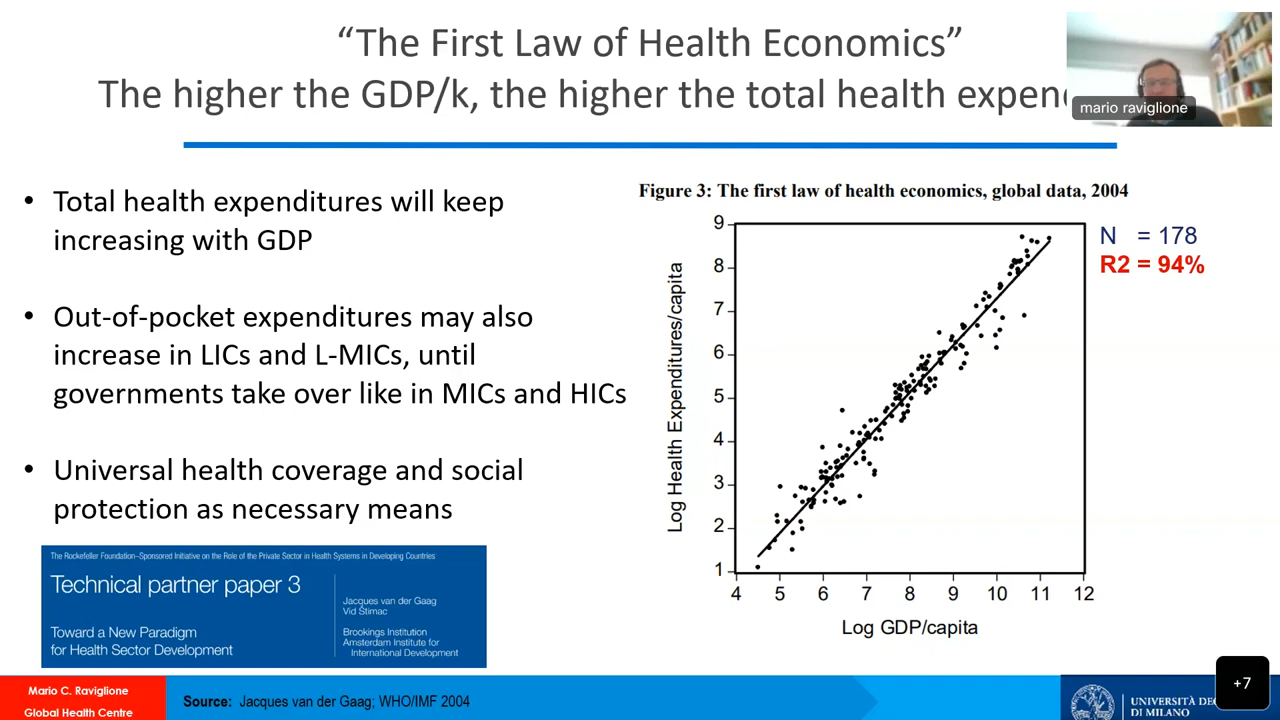 “The First Law of Health Economics”
The higher the GDP/k, the higher the total health
mario raviglione
• Total health expenditures will keep
increasing with GDP
• Out-of-pocket expenditures may also
increase in LICs and L-MICs, until
governments take over like in MICs and HICs
• Universal health coverage and social
protection as necessary means
Figure 3: The first law of health economics, global data, 2004
N = 178
R2 = 94%
Log Health Expenditures/capita
9
8
7
6
5
4
3
2
1
4 5 6 7 8 9 10 11 12
Log GDP/capita
The Rockefeller Foundation–Sponsored Initiative on the Role of the Private Sector in Health Systems in Developing Countries
Technical partner paper 3
Toward a New Paradigm
for Health Sector Development
Jacques van der Gaag
Vid Štimac
Brookings Institution
Amsterdam Institute for
International Development
Mario C. Raviglione
Global Health Centre
Source: Jacques van der Gaag; WHO/IMF 2004
UNIVERSITÀ
DI MILANO
+7